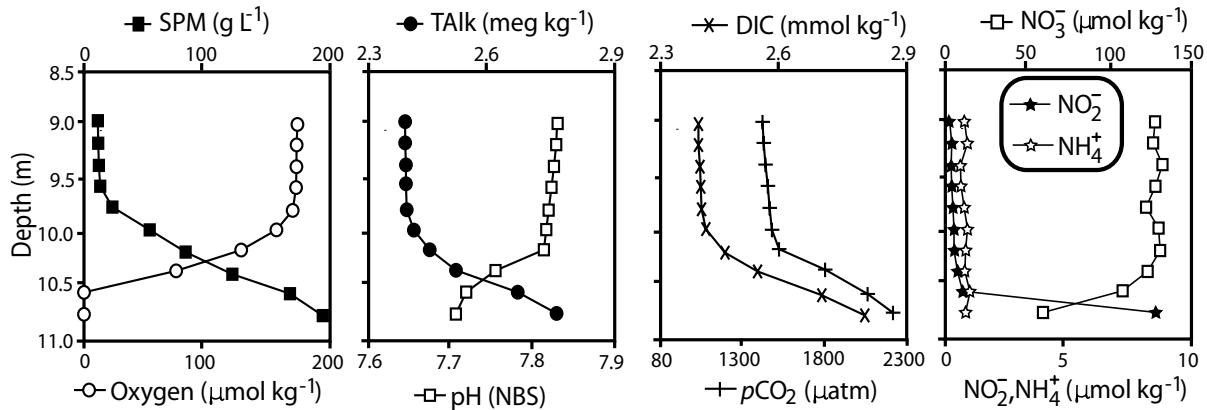 SPM (g L⁻¹)
TAlk (meg kg⁻¹)
DIC (mmol kg⁻¹)
NO₃⁻ (μmol kg⁻¹)
0 100 200
2.3 2.6 2.9
2.3 2.6 2.9
0 50 100 150
Depth (m)
8.5
9.0
9.5
10.0
10.5
11.0
NO₂⁻
NH₄⁺
0 100 200
7.6 7.7 7.8 7.9
80 1300 1800 2300
0 5 10
Oxygen (μmol kg⁻¹)
pH (NBS)
pCO₂ (μatm)
NO₂⁻,NH₄⁺ (μmol kg⁻¹)